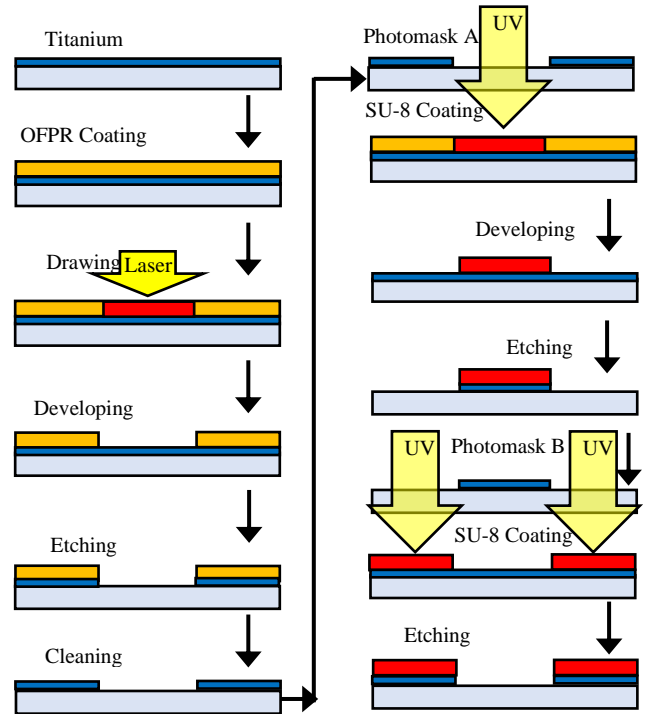 Titanium
OFPR Coating
Drawing
Laser
Developing
Etching
Cleaning
UV
Photomask A
SU-8 Coating
Developing
Etching
UV
Photomask B
UV
SU-8 Coating
Etching